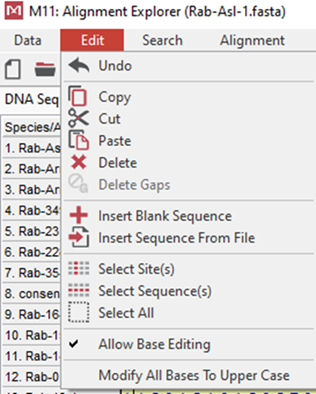 M11: Alignment Explorer (Rab-Asl-1.fasta)
Data Edit Search Alignment
DNA Seq
Species/A
1. Rab-As
2. Rab-Ar
3. Rab-Ar
4. Rab-34
5. Rab-23
6. Rab-22
7. Rab-35
8. consen
9. Rab-16
10. Rab-1
11. Rab-1
12. Rab-0
Undo
Copy
Cut
Paste
Delete
Delete Gaps
Insert Blank Sequence
Insert Sequence From File
Select Site(s)
Select Sequence(s)
Select All
Allow Base Editing
Modify All Bases To Upper Case